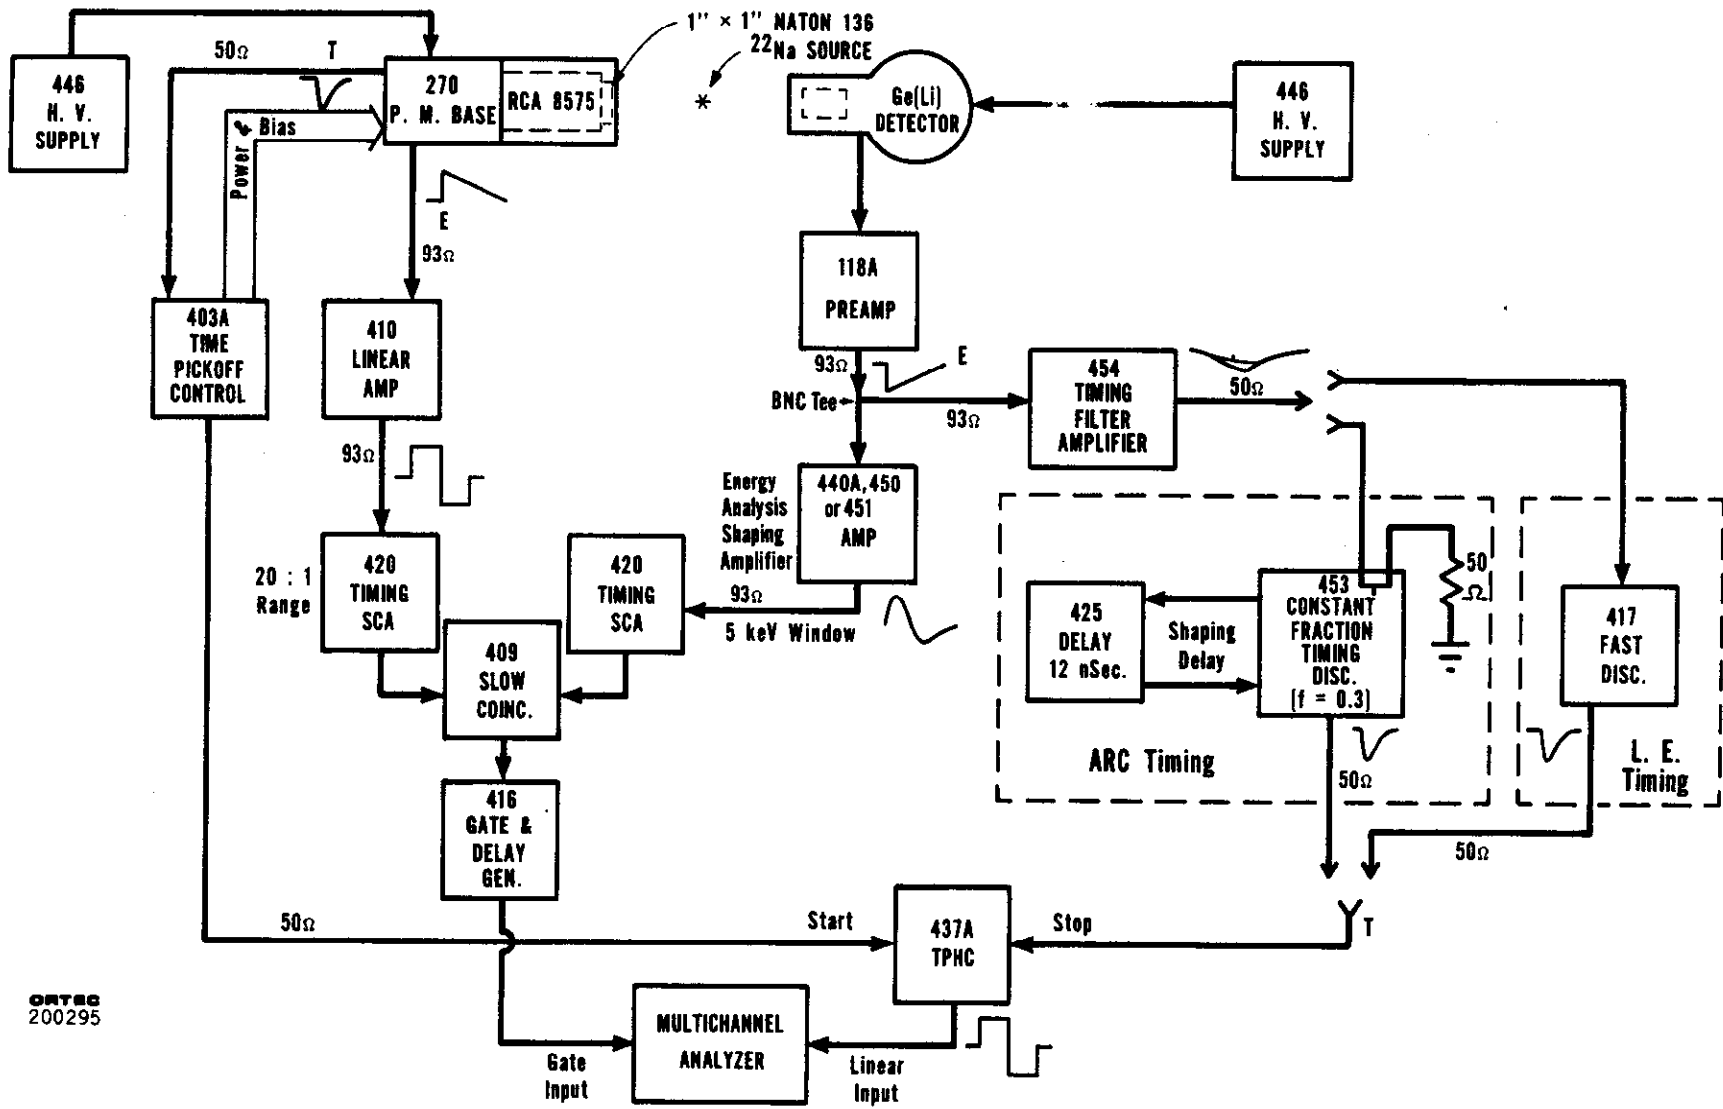 1" × 1" NATON 136
22Na SOURCE
50Ω
T
446
H. V.
SUPPLY
270
P. M. BASE
RCA 8575
Ge(Li)
DETECTOR
446
H. V.
SUPPLY
Power & Bias
E
93Ω
118A
PREAMP
403A
TIME
PICKOFF
CONTROL
410
LINEAR
AMP
93Ω
E
BNC Tee
93Ω
454
TIMING
FILTER
AMPLIFIER
50Ω
93Ω
Energy
Analysis
Shaping
Amplifier
440A, 450
or 451
AMP
20 : 1
Range
420
TIMING
SCA
420
TIMING
SCA
93Ω
5 keV Window
409
SLOW
COINC.
425
DELAY
12 nSec.
Shaping
Delay
453
CONSTANT
FRACTION
TIMING
DISC.
[f = 0.3]
50
Ω
417
FAST
DISC.
ARC Timing
50Ω
L. E.
Timing
416
GATE &
DELAY
GEN.
50Ω
50Ω
Start
437A
TPHC
Stop
T
MULTICHANNEL
ANALYZER
Gate
Input
Linear
Input
ORTEC
200295